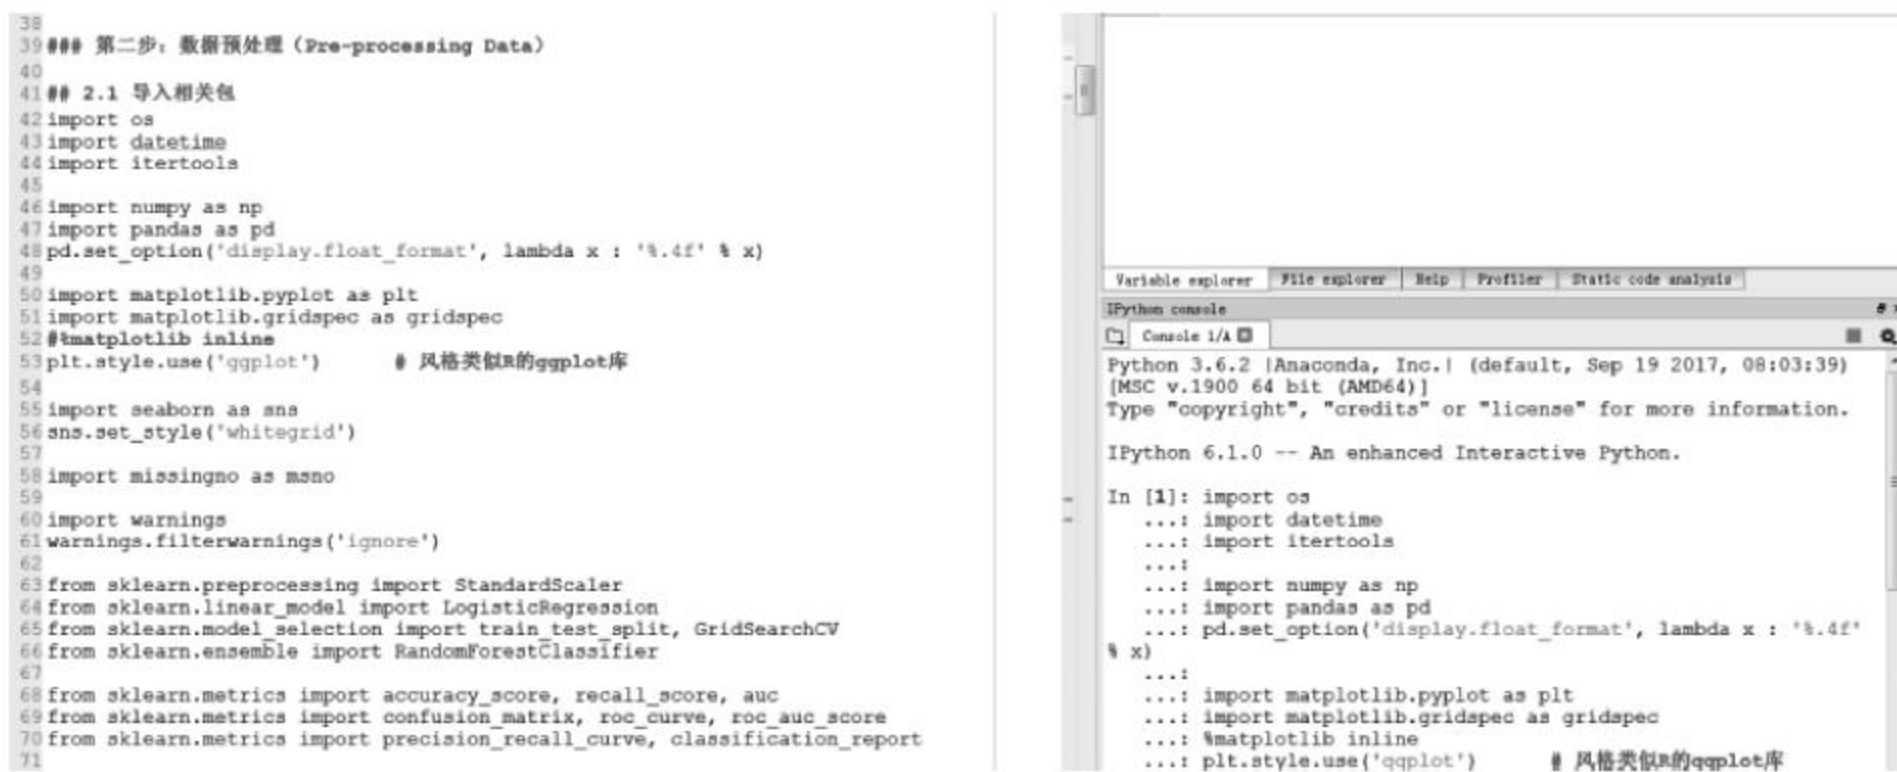 38
39 ### 第二步：数据预处理（Pre-processing Data）
40
41 ## 2.1 导入相关包
42 import os
43 import datetime
44 import itertools
45
46 import numpy as np
47 import pandas as pd
48 pd.set_option('display.float_format', lambda x : '%.4f' % x)
49
50 import matplotlib.pyplot as plt
51 import matplotlib.gridspec as gridspec
52 #%matplotlib inline
53 plt.style.use('ggplot') # 风格类似R的ggplot库
54
55 import seaborn as sns
56 sns.set_style('whitegrid')
57
58 import missingno as msno
59
60 import warnings
61 warnings.filterwarnings('ignore')
62
63 from sklearn.preprocessing import StandardScaler
64 from sklearn.linear_model import LogisticRegression
65 from sklearn.model_selection import train_test_split, GridSearchCV
66 from sklearn.ensemble import RandomForestClassifier
67
68 from sklearn.metrics import accuracy_score, recall_score, auc
69 from sklearn.metrics import confusion_matrix, roc_curve, roc_auc_score
70 from sklearn.metrics import precision_recall_curve, classification_report
71
Variable explorer File explorer Help Profiler Static code analysis
IPython console
Console 1/A
Python 3.6.2 |Anaconda, Inc.| (default, Sep 19 2017, 08:03:39)
[MSC v.1900 64 bit (AMD64)]
Type "copyright", "credits" or "license" for more information.
IPython 6.1.0 -- An enhanced Interactive Python.
In [1]: import os
...: import datetime
...: import itertools
...:
...: import numpy as np
...: import pandas as pd
...: pd.set_option('display.float_format', lambda x : '%.4f'
% x)
...:
...: import matplotlib.pyplot as plt
...: import matplotlib.gridspec as gridspec
...: %matplotlib inline
...: plt.style.use('ggplot') # 风格类似R的ggplot库